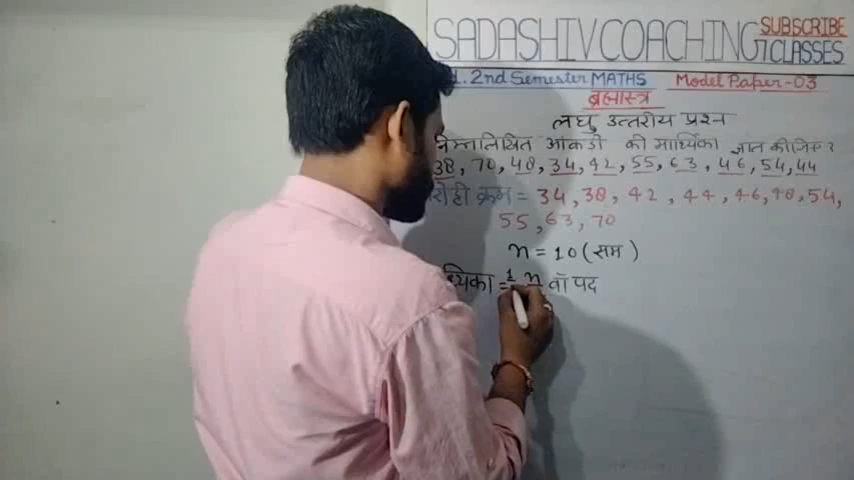 SADASHIV COACHING CLASSES
SUBSCRIBE
2nd Semester MATHS Model Paper-03
ब्रह्मास्त्र
लघु उत्तरीय प्रश्न
आंकडो की माध्यिका ज्ञात कीजिए ?
38, 70, 48, 34, 42, 55, 63, 46, 54, 44
क्रम = 34, 38, 42, 44, 46, 48, 54,
55, 63, 70
n = 10 (सम)
= 1 n वाँ पद